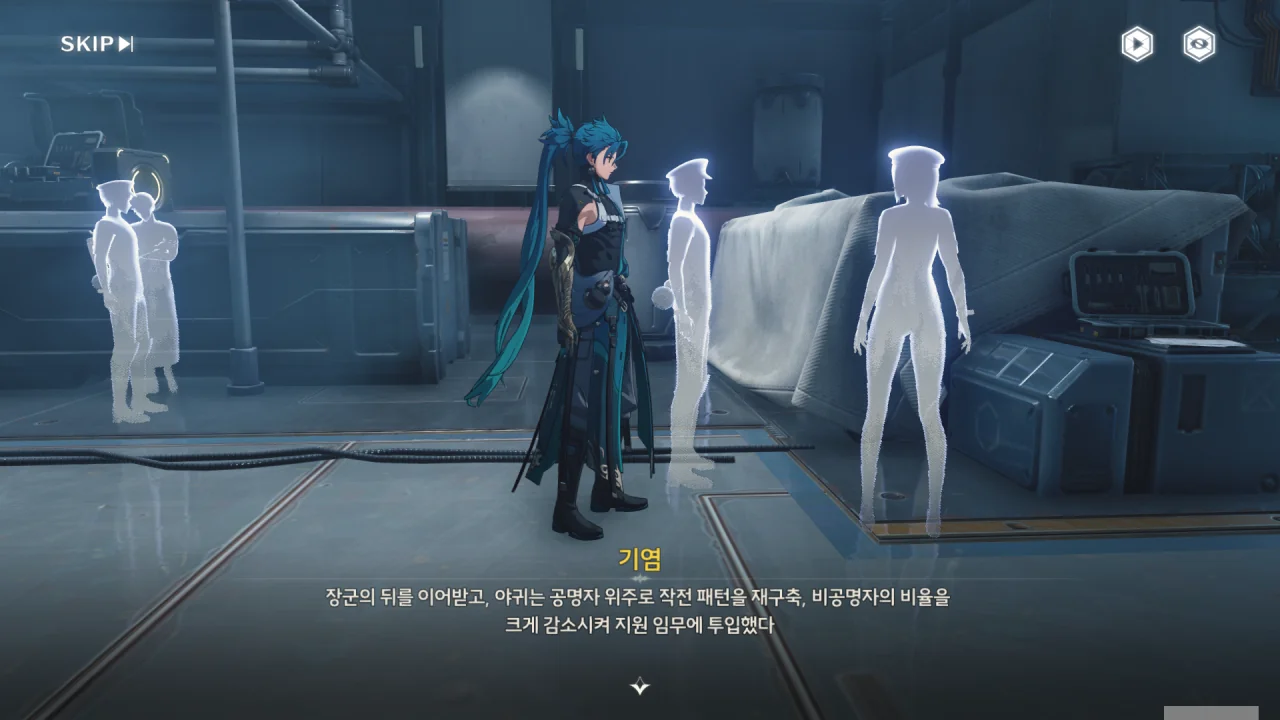 SKIP
기염
장군의 뒤를 이어받고, 야귀는 공명자 위주로 작전 패턴을 재구축, 비공명자의 비율을
크게 감소시켜 지원 임무에 투입했다